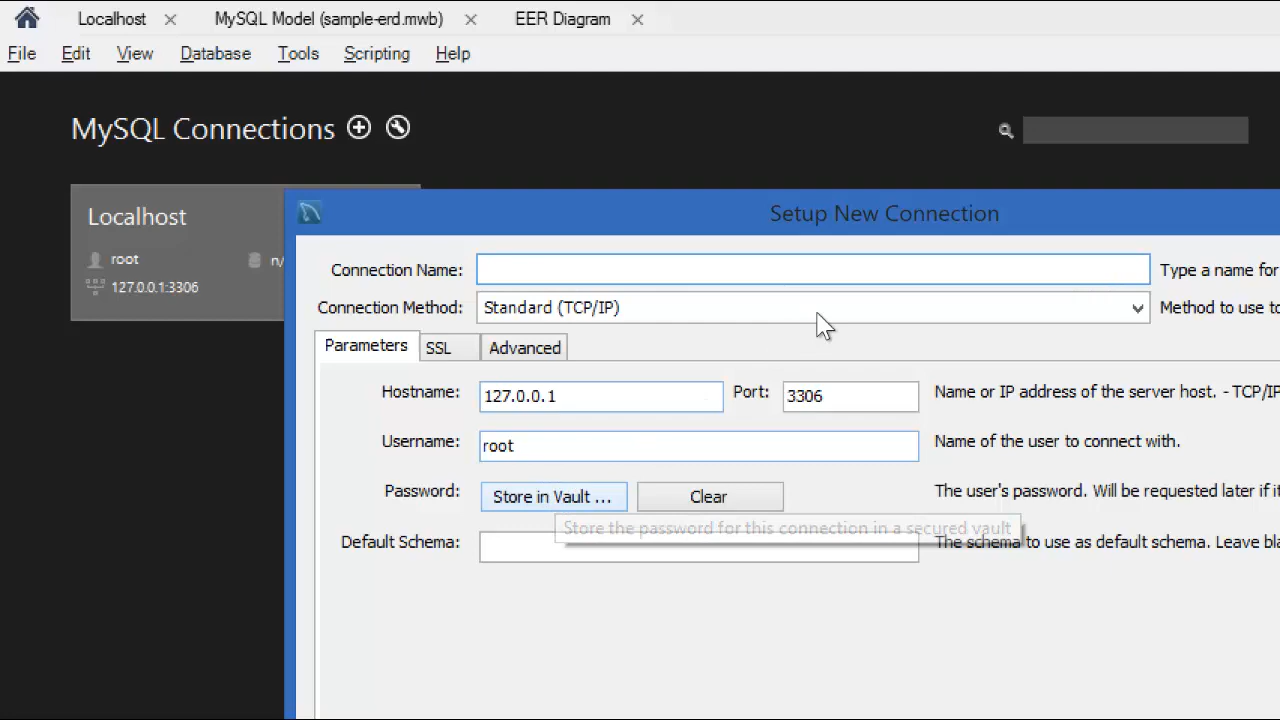 Localhost MySQL Model (sample-erd.mwb) EER Diagram
File Edit View Database Tools Scripting Help
MySQL Connections
Localhost
root n/
127.0.0.1:3306
Setup New Connection
Connection Name: Type a name for
Connection Method: Standard (TCP/IP) Method to use to
Parameters SSL Advanced
Hostname: 127.0.0.1 Port: 3306 Name or IP address of the server host. - TCP/IP
Username: root Name of the user to connect with.
Password: Store in Vault ... Clear The user's password. Will be requested later if it
Store the password for this connection in a secured vault
Default Schema: The schema to use as default schema. Leave bla